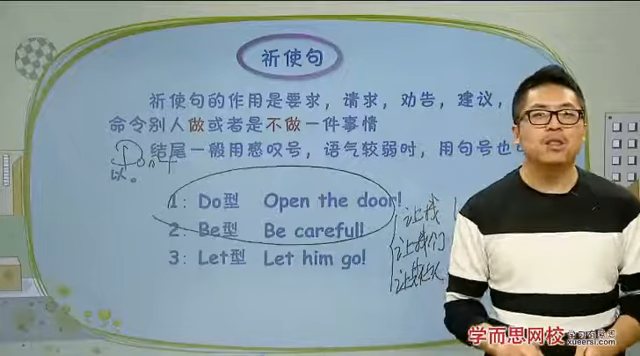 祈使句
祈使句的作用是要求，请求，劝告，建议，
命令别人做或者是不做一件事情
结尾一般用感叹号，语气较弱时，用句号也
1：Do型 Open the door!
2：Be型 Be careful!
3：Let型 Let him go!
让我
让我们
学而思网校
xueersi.com